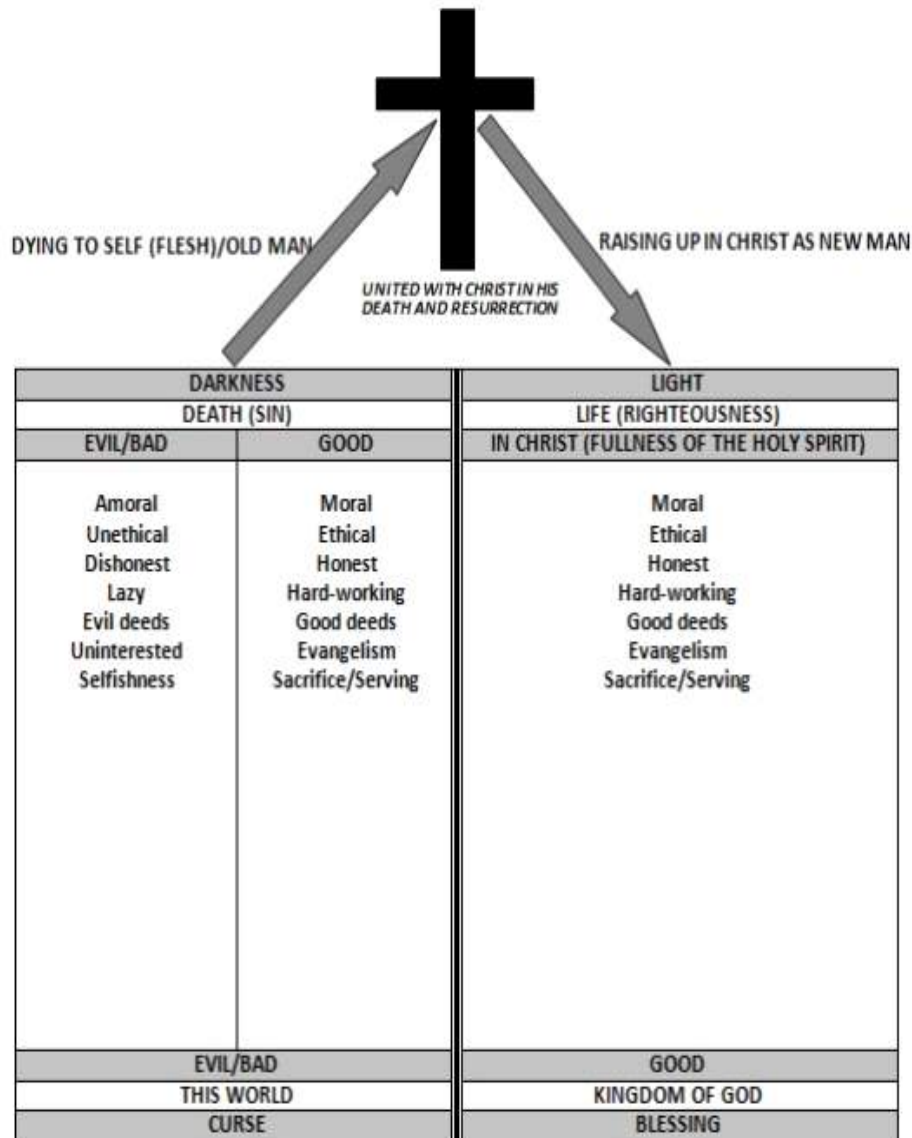 DYING TO SELF (FLESH)/OLD MAN
RAISING UP IN CHRIST AS NEW MAN
UNITED WITH CHRIST IN HIS
DEATH AND RESURRECTION
DARKNESS
DEATH (SIN)
EVIL/BAD
GOOD
Amoral
Unethical
Dishonest
Lazy
Evil deeds
Uninterested
Selfishness
Moral
Ethical
Honest
Hard-working
Good deeds
Evangelism
Sacrifice/Serving
EVIL/BAD
THIS WORLD
CURSE
LIGHT
LIFE (RIGHTEOUSNESS)
IN CHRIST (FULLNESS OF THE HOLY SPIRIT)
Moral
Ethical
Honest
Hard-working
Good deeds
Evangelism
Sacrifice/Serving
GOOD
KINGDOM OF GOD
BLESSING